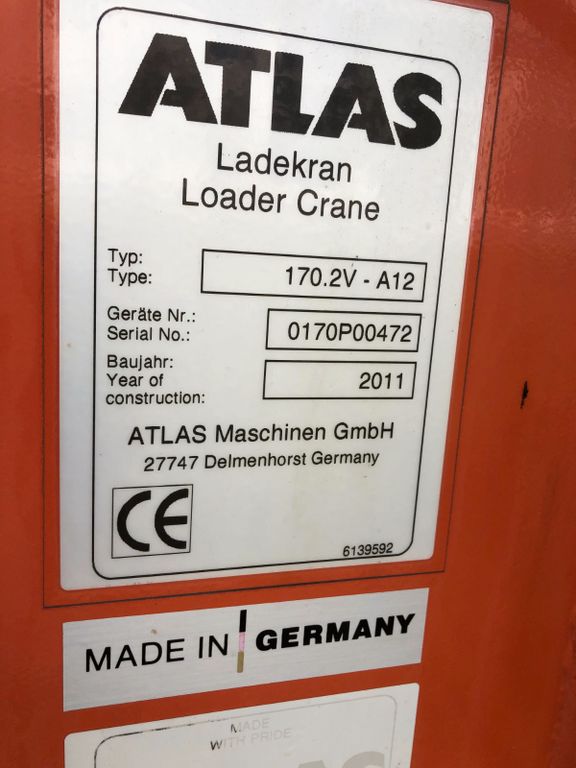 ATLAS
Ladekran
Loader Crane
Typ:
Type: 170.2V - A12
Geräte Nr.:
Serial No.: 0170P00472
Baujahr:
Year of 2011
construction:
ATLAS Maschinen GmbH
27747 Delmenhorst Germany
CE
6139592
MADE IN GERMANY
MADE
WITH PRIDE
ATLAS